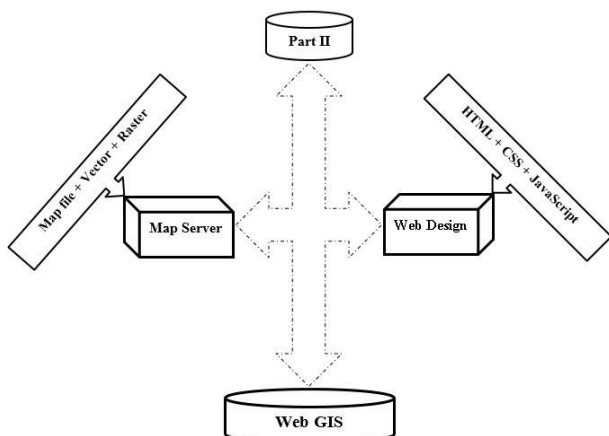 Part II
Map file + Vector + Raster
HTML + CSS + JavaScript
Map Server
Web Design
Web GIS